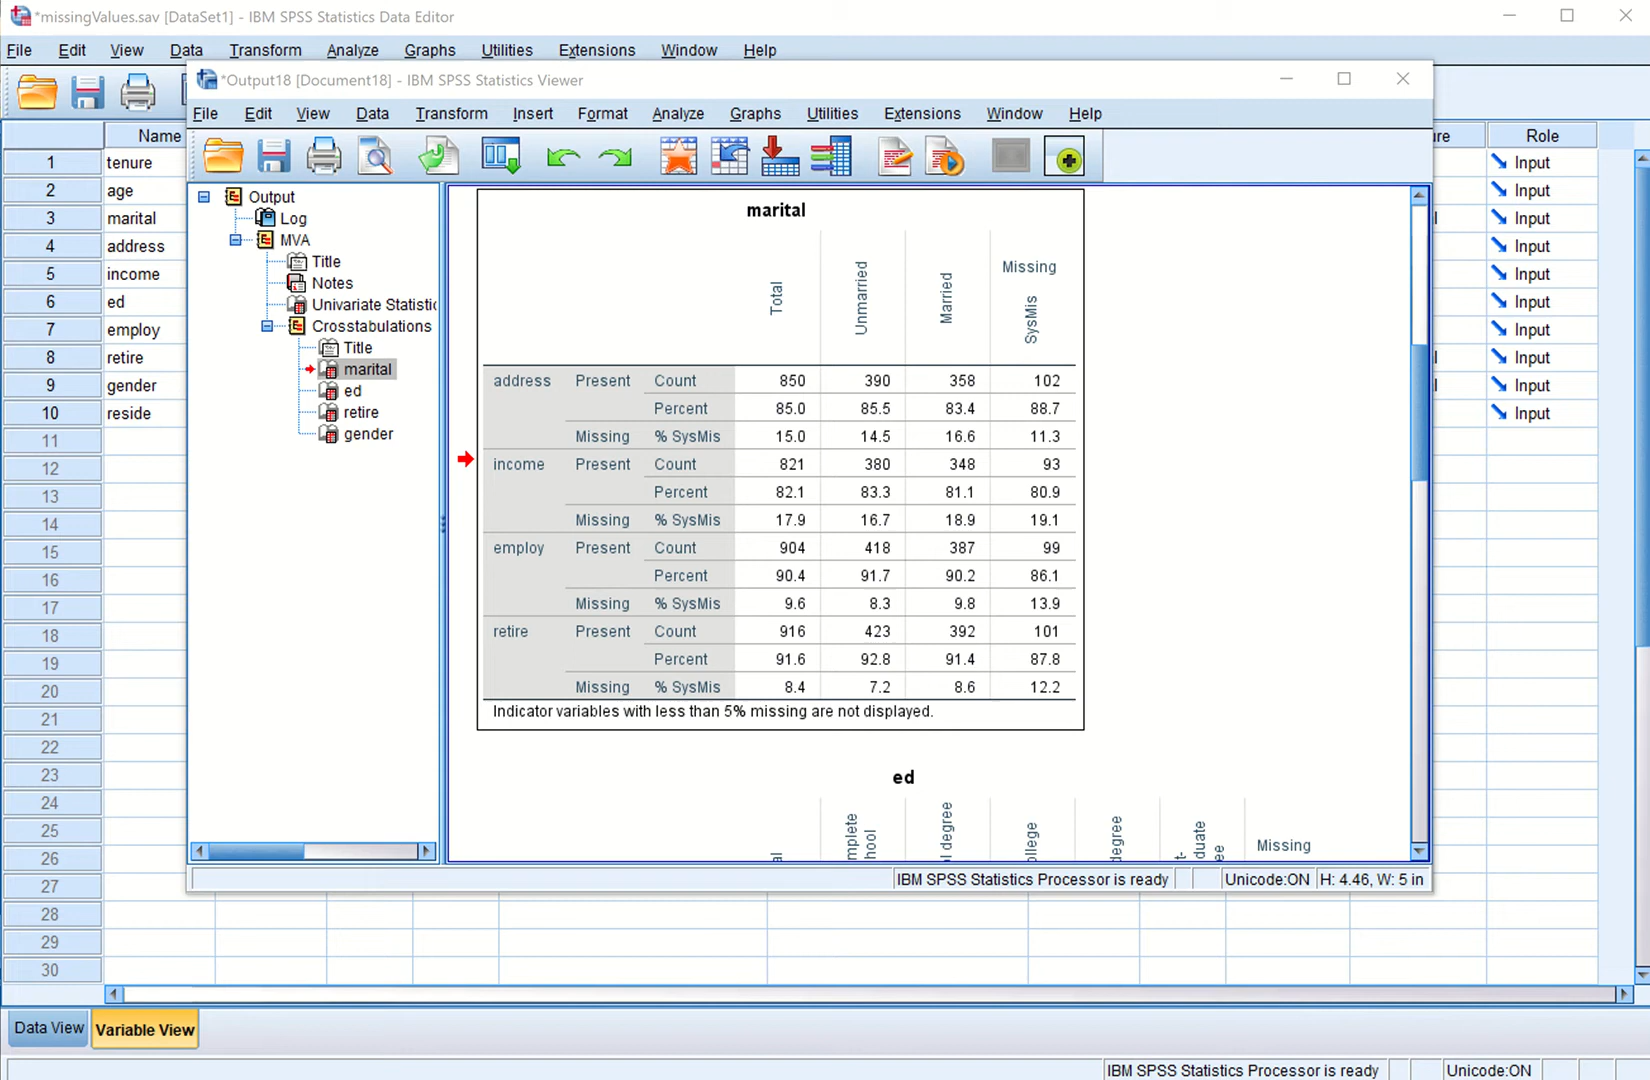 *missingValues.sav [DataSet1] - IBM SPSS Statistics Data Editor
File Edit View Data Transform Analyze Graphs Utilities Extensions Window Help
*Output18 [Document18] - IBM SPSS Statistics Viewer
File Edit View Data Transform Insert Format Analyze Graphs Utilities Extensions Window Help
Name Role
1 tenure Input
2 age Input
3 marital Input
4 address Input
5 income Input
6 ed Input
7 employ Input
8 retire Input
9 gender Input
10 reside Input
11
12
13
14
15
16
17
18
19
20
21
22
23
24
25
26
27
28
29
30
Output
Log
MVA
Title
Notes
Univariate Statistic
Crosstabulations
Title
marital
ed
retire
gender
marital
Total Unmarried Married Missing
SysMis
address Present Count 850 390 358 102
Percent 85.0 85.5 83.4 88.7
Missing % SysMis 15.0 14.5 16.6 11.3
income Present Count 821 380 348 93
Percent 82.1 83.3 81.1 80.9
Missing % SysMis 17.9 16.7 18.9 19.1
employ Present Count 904 418 387 99
Percent 90.4 91.7 90.2 86.1
Missing % SysMis 9.6 8.3 9.8 13.9
retire Present Count 916 423 392 101
Percent 91.6 92.8 91.4 87.8
Missing % SysMis 8.4 7.2 8.6 12.2
Indicator variables with less than 5% missing are not displayed.
ed
degree
degree
Missing
IBM SPSS Statistics Processor is ready Unicode:ON H: 4.46, W: 5 in
Data View Variable View
IBM SPSS Statistics Processor is ready Unicode:ON